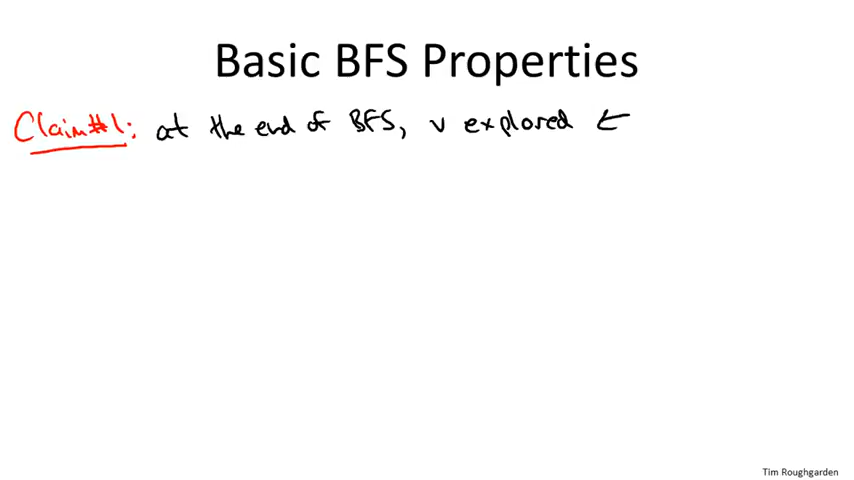 Basic BFS Properties
Claim #1: at the end of BFS, v explored ⇐
Tim Roughgarden